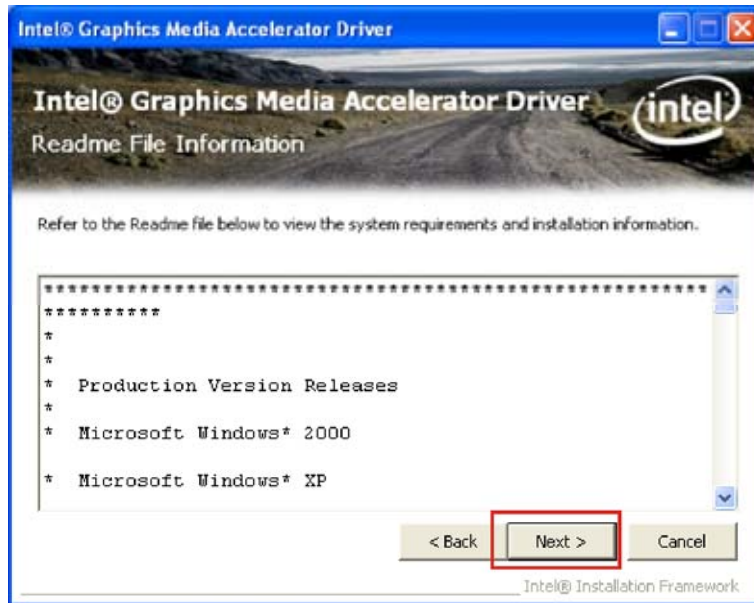 Intel® Graphics Media Accelerator Driver
Intel® Graphics Media Accelerator Driver
intel
Readme File Information
Refer to the Readme file below to view the system requirements and installation information.
**********************************************************
**********
*
*
* Production Version Releases
*
* Microsoft Windows* 2000
* Microsoft Windows* XP
< Back
Next >
Cancel
Intel® Installation Framework